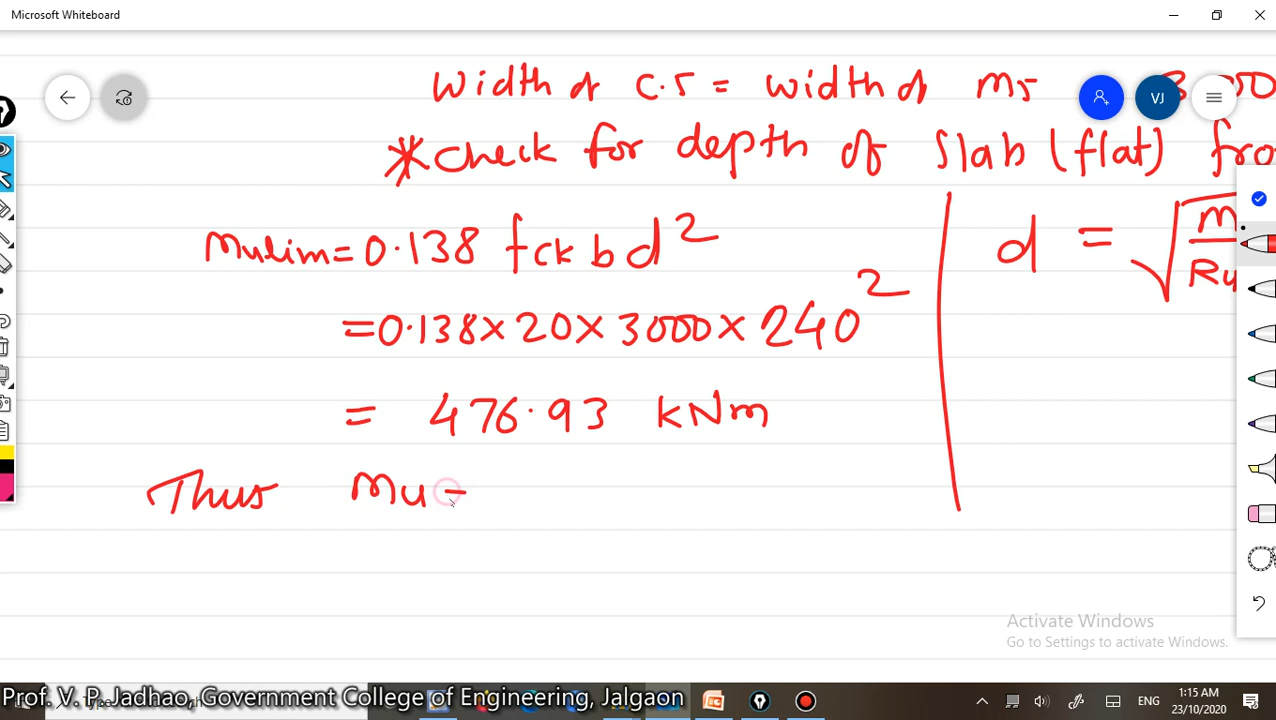 Microsoft Whiteboard
Width of C.S = width of MS
VJ
*Check for depth of slab (flat)
Mulim = 0.138 fck b d²
d = √
= 0.138 × 20 × 3000 × 240²
= 476.93 kNm
Thus Mu =
Activate Windows
Go to Settings to activate Windows.
Prof. V. P.Jadhao, Government College of Engineering, Jalgaon
ENG
1:15 AM
23/10/2020